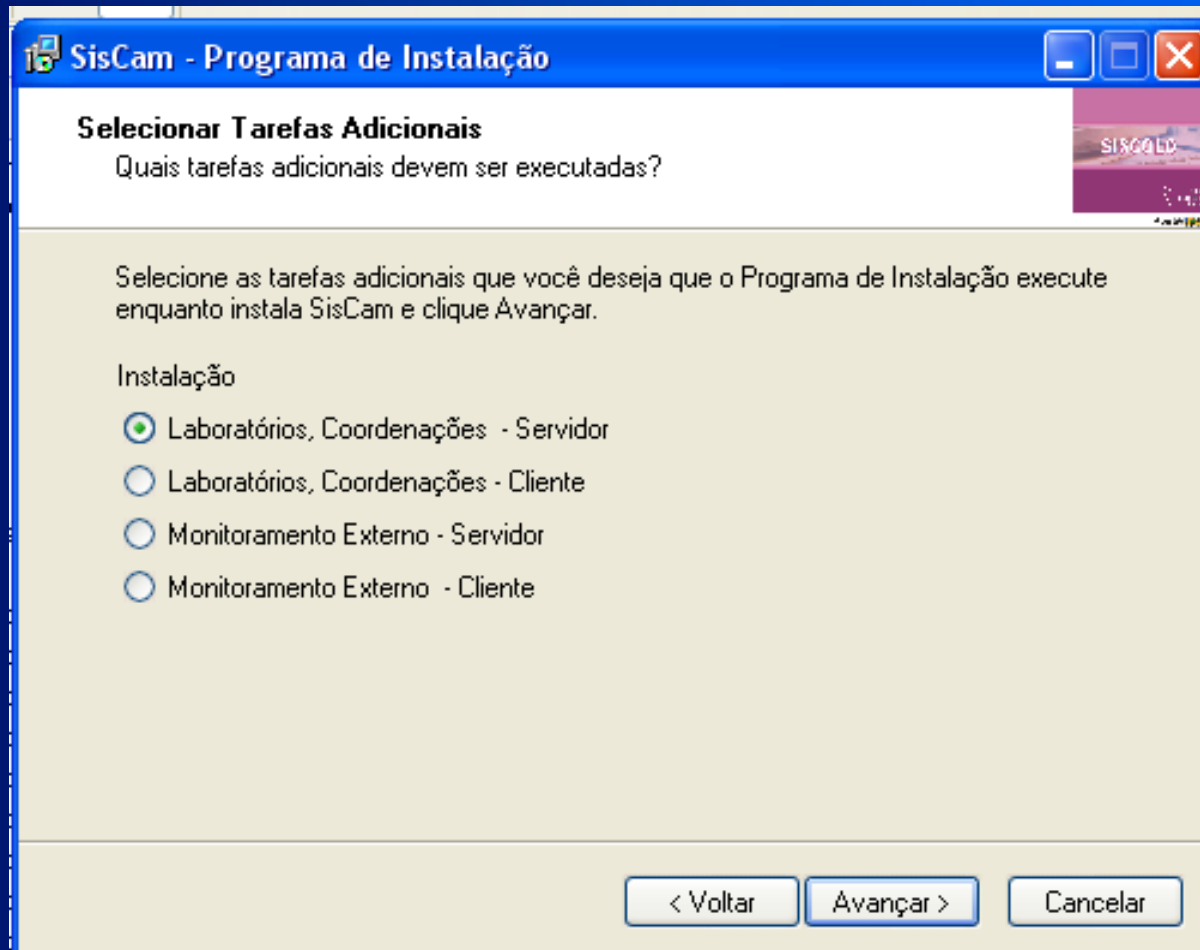 SisCam - Programa de Instalação
Selecionar Tarefas Adicionais
Quais tarefas adicionais devem ser executadas?
Selecione as tarefas adicionais que você deseja que o Programa de Instalação execute
enquanto instala SisCam e clique Avançar.
Instalação
Laboratórios, Coordenações  - Servidor
Laboratórios, Coordenações - Cliente
Monitoramento Externo - Servidor
Monitoramento Externo  - Cliente
< Voltar
Avançar >
Cancelar